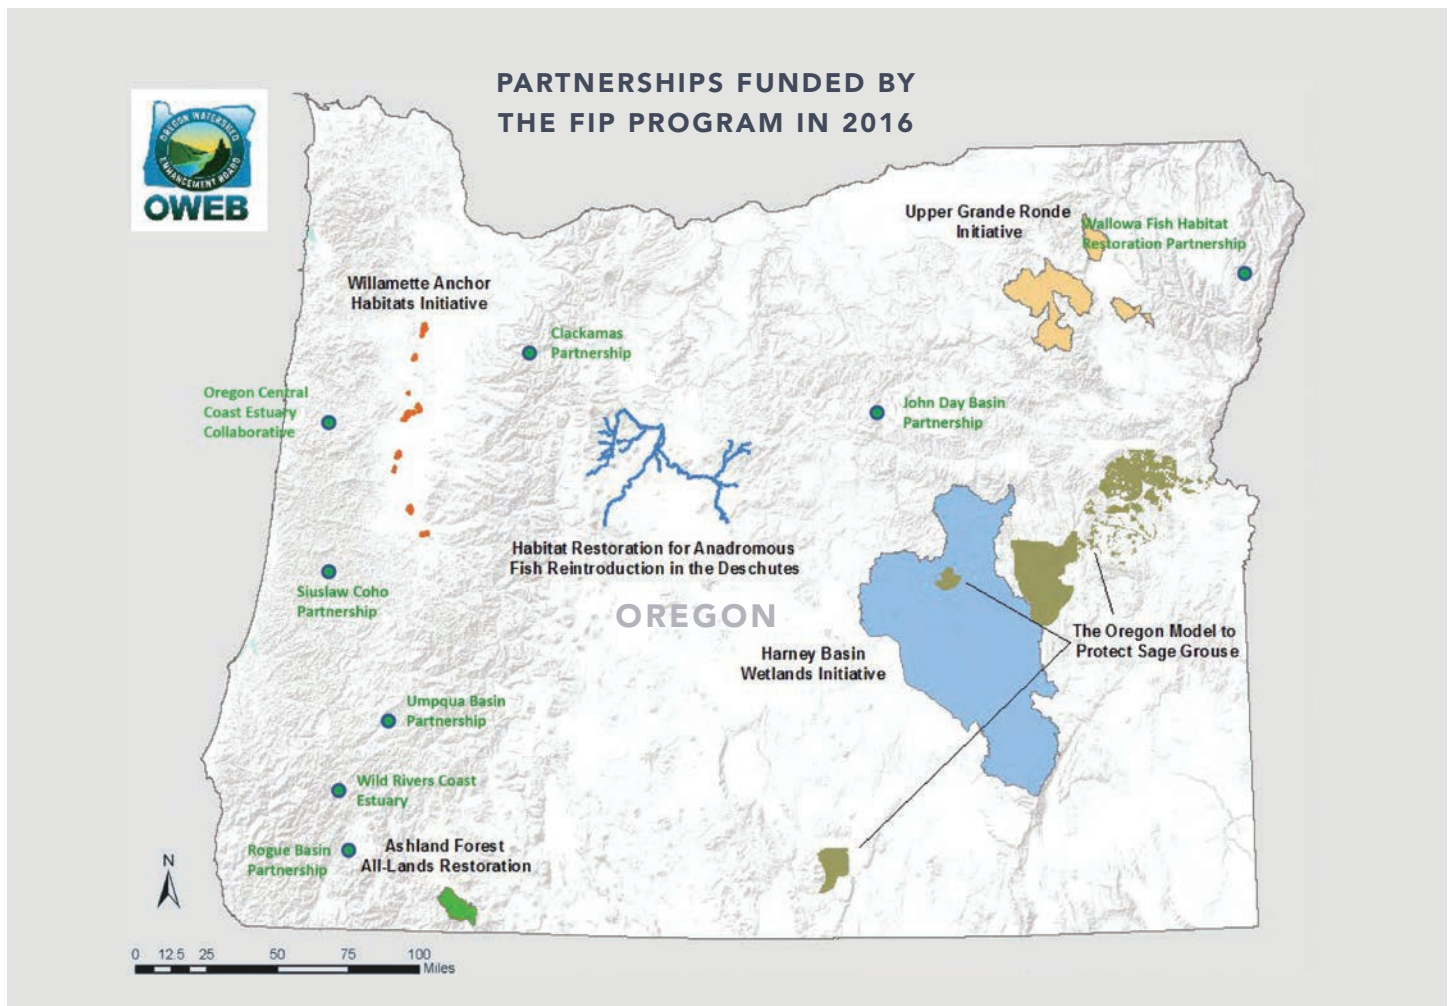 PARTNERSHIPS FUNDED BY
THE FIP PROGRAM IN 2016
OREGON WATERSHED
ENHANCEMENT BOARD
OWEB
Upper Grande Ronde
Initiative
Wallowa Fish Habitat
Restoration Partnership
Willamette Anchor
Habitats Initiative
Clackamas
Partnership
Oregon Central
Coast Estuary
Collaborative
John Day Basin
Partnership
Habitat Restoration for Anadromous
Fish Reintroduction in the Deschutes
Siuslaw Coho
Partnership
OREGON
The Oregon Model to
Protect Sage Grouse
Harney Basin
Wetlands Initiative
Umpqua Basin
Partnership
Wild Rivers Coast
Estuary
Rogue Basin
Partnership
Ashland Forest
All-Lands Restoration
N
0 12.5 25 50 75 100
Miles